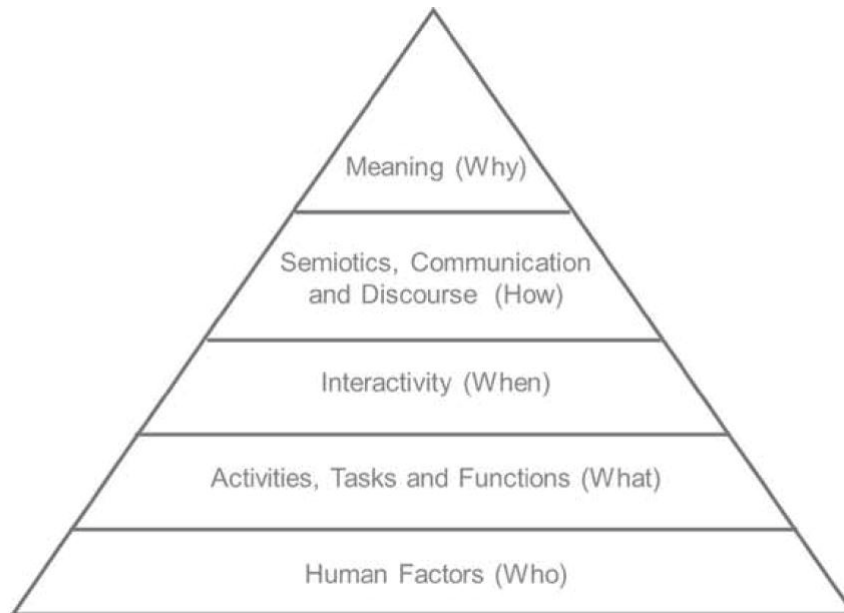 Meaning (Why)
Semiotics, Communication
and Discourse (How)
Interactivity (When)
Activities, Tasks and Functions (What)
Human Factors (Who)